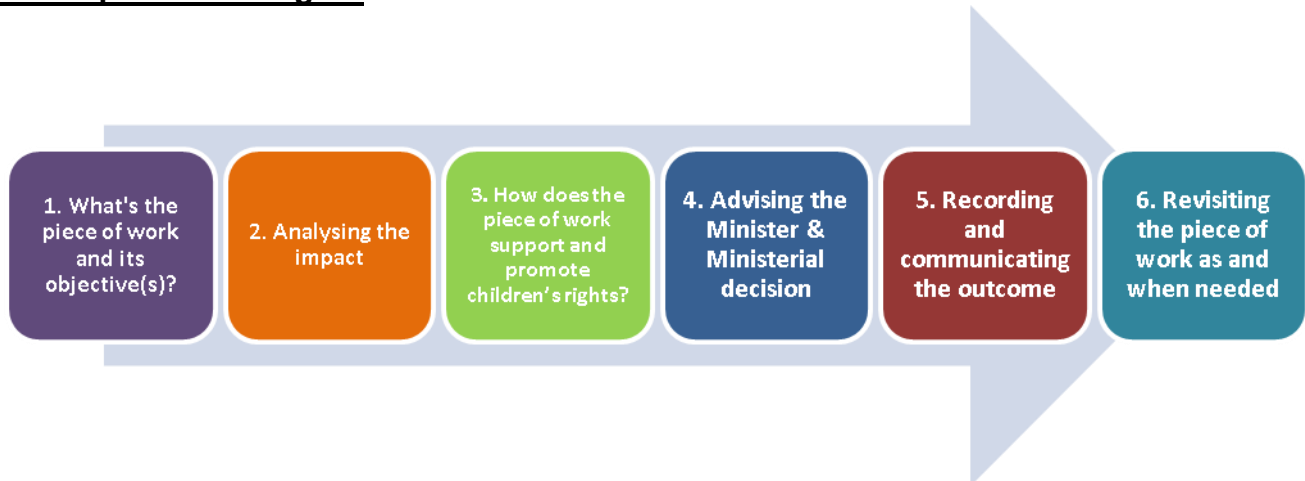 1. What's the
piece of work
and its
objective(s)?
2. Analysing the
impact
3. How does the
piece of work
support and
promote
children's rights?
4. Advising the
Minister &
Ministerial
decision
5. Recording
and
communicating
the outcome
6. Revisiting
the piece of
work as and
when needed